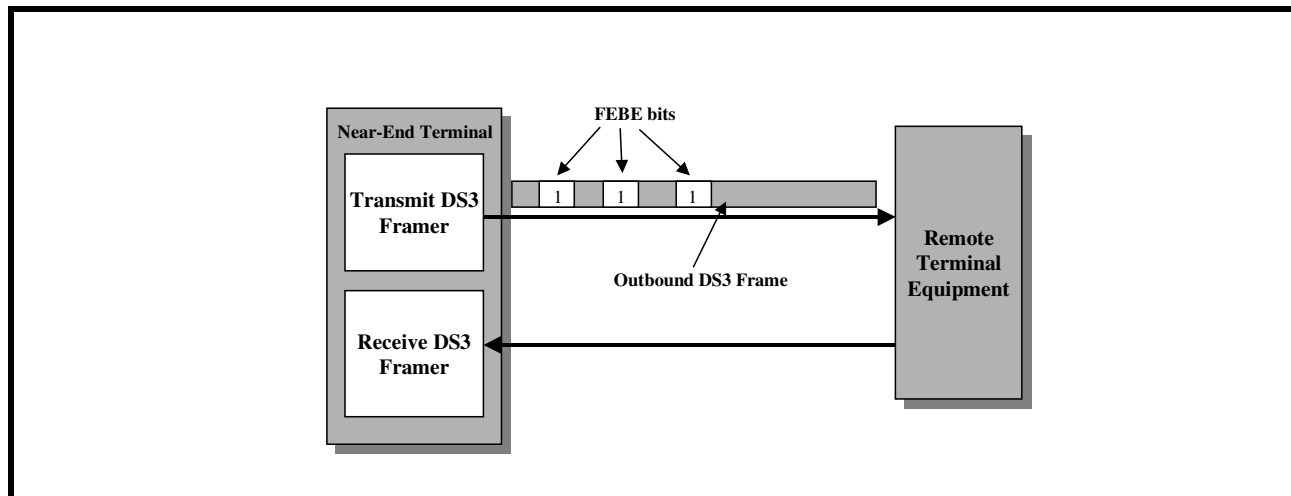 FEBE bits
Near-End Terminal
Transmit DS3
Framer
1 1 1
Remote
Terminal
Equipment
Outbound DS3 Frame
Receive DS3
Framer